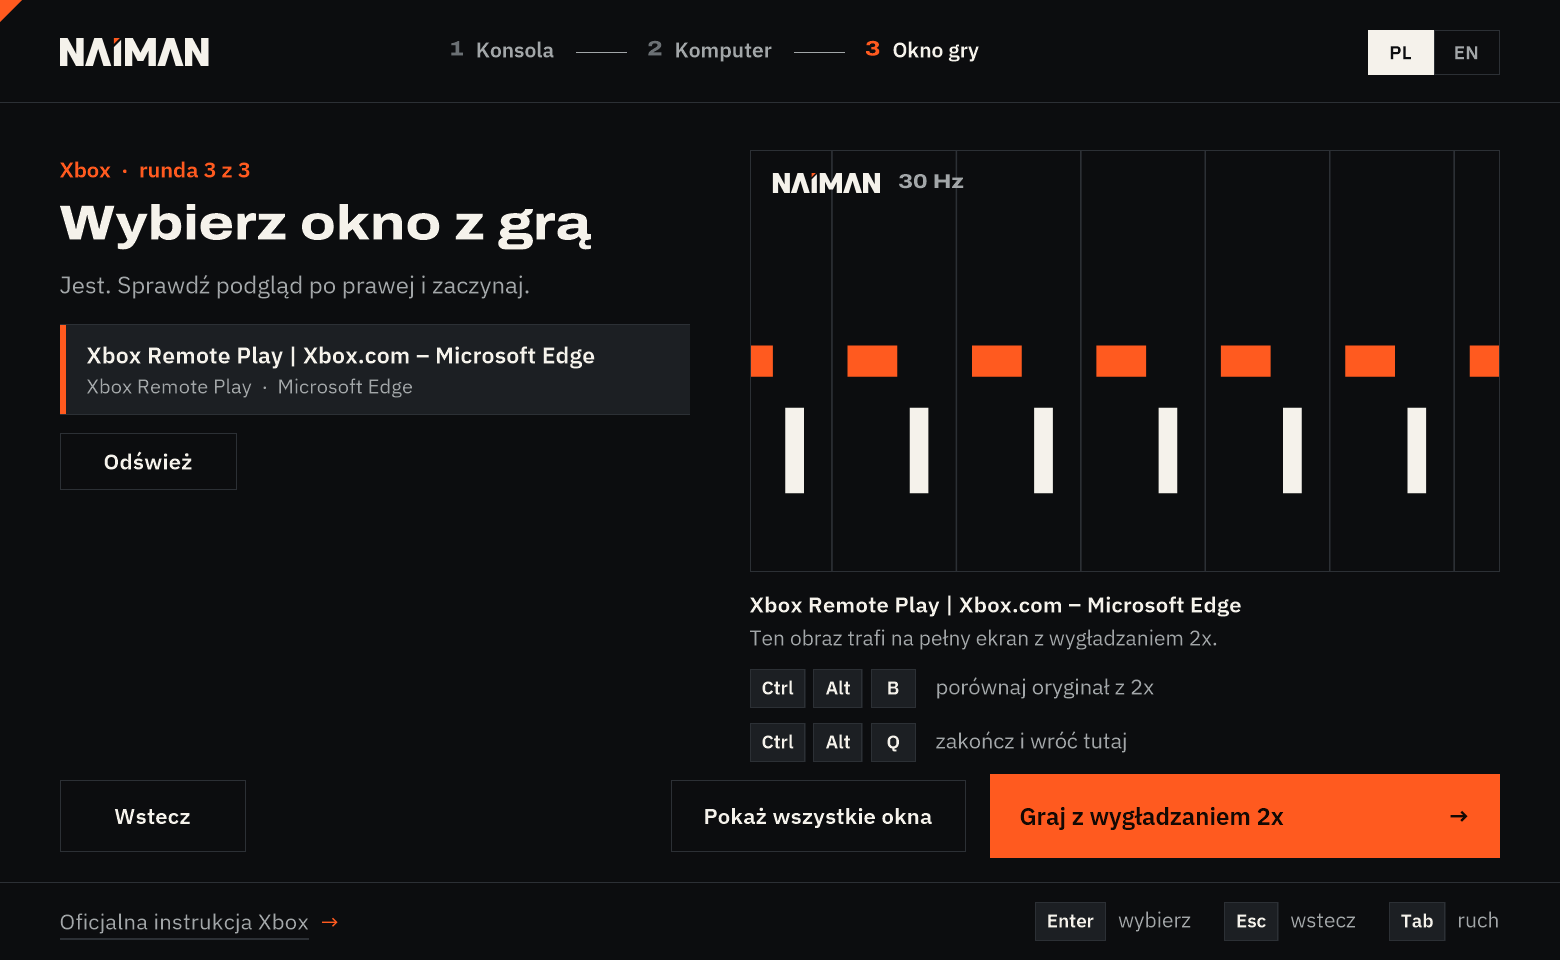 NAIMAN
1 Konsola
2 Komputer
3 Okno gry
PL
EN
Xbox · runda 3 z 3
Wybierz okno z grą
Jest. Sprawdź podgląd po prawej i zaczynaj.
Xbox Remote Play | Xbox.com – Microsoft Edge
Xbox Remote Play · Microsoft Edge
Odśwież
NAIMAN 30 Hz
Xbox Remote Play | Xbox.com – Microsoft Edge
Ten obraz trafi na pełny ekran z wygładzaniem 2x.
Ctrl Alt B porównaj oryginał z 2x
Ctrl Alt Q zakończ i wróć tutaj
Wstecz
Pokaż wszystkie okna
Graj z wygładzaniem 2x →
Oficjalna instrukcja Xbox →
Enter wybierz
Esc wstecz
Tab ruch